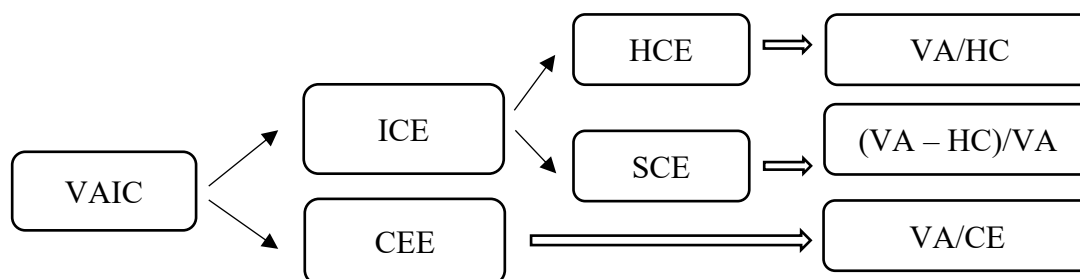 HCE
VA/HC
ICE
(VA – HC)/VA
VAIC
SCE
CEE
VA/CE